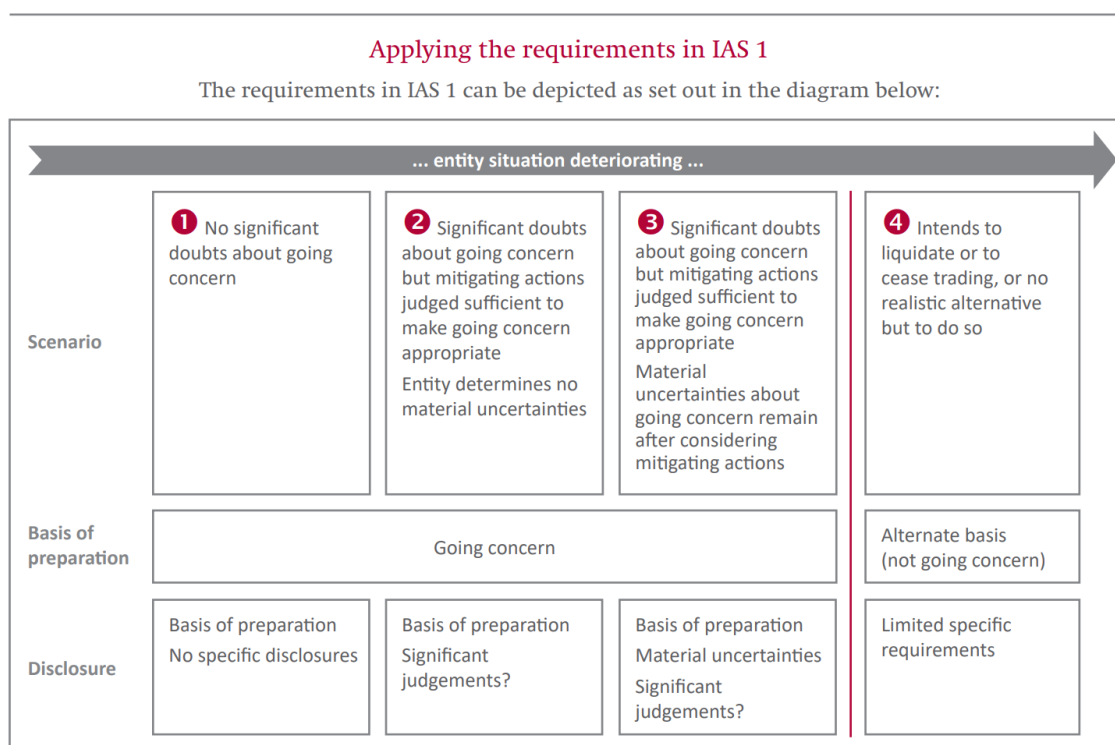 Applying the requirements in IAS 1
The requirements in IAS 1 can be depicted as set out in the diagram below:
... entity situation deteriorating ...
Scenario
1 No significant
doubts about going
concern
2 Significant doubts
about going concern
but mitigating actions
judged sufficient to
make going concern
appropriate
Entity determines no
material uncertainties
3 Significant doubts
about going concern
but mitigating actions
judged sufficient to
make going concern
appropriate
Material
uncertainties about
going concern remain
after considering
mitigating actions
4 Intends to
liquidate or to
cease trading, or no
realistic alternative
but to do so
Basis of
preparation
Going concern
Alternate basis
(not going concern)
Disclosure
Basis of preparation
No specific disclosures
Basis of preparation
Significant
judgements?
Basis of preparation
Material uncertainties
Significant
judgements?
Limited specific
requirements